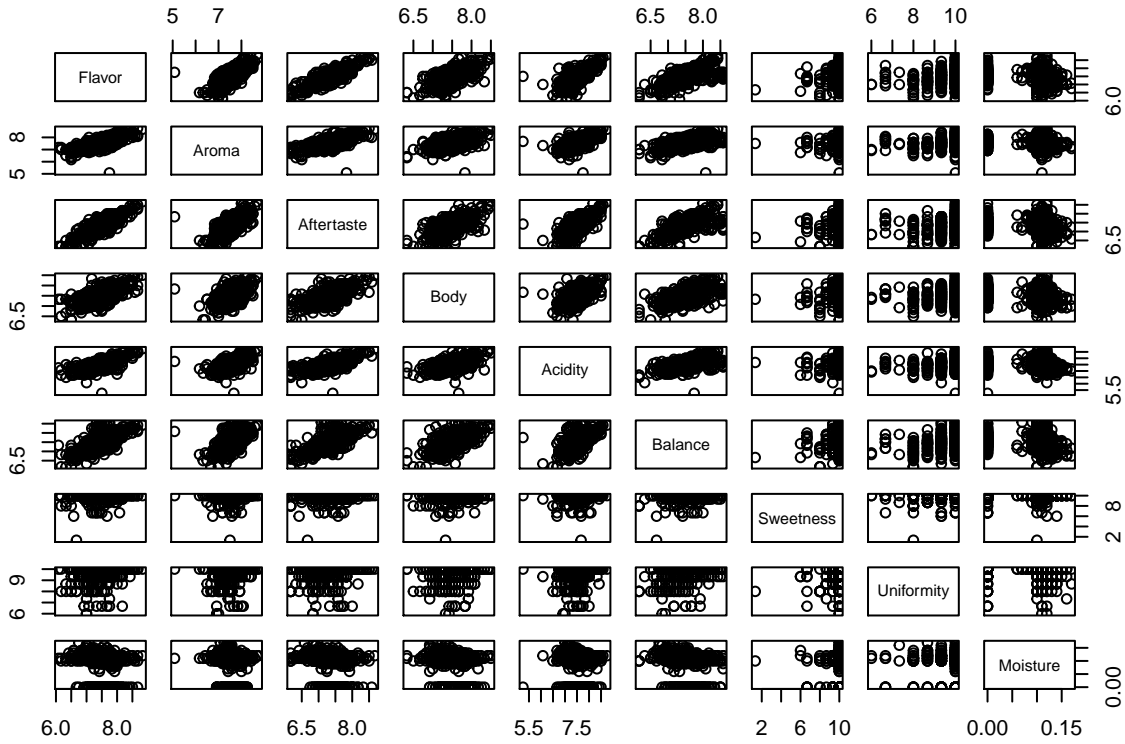 5 7 6.5 8.0 6.5 8.0 6 8 10
Flavor 6.0
8 5 Aroma
Aftertaste 6.5
6.5 Body
Acidity 5.5
6.5 Balance
Sweetness 8 2
9 6 Uniformity
Moisture 0.00
6.0 8.0 6.5 8.0 5.5 7.5 2 6 10 0.00 0.15